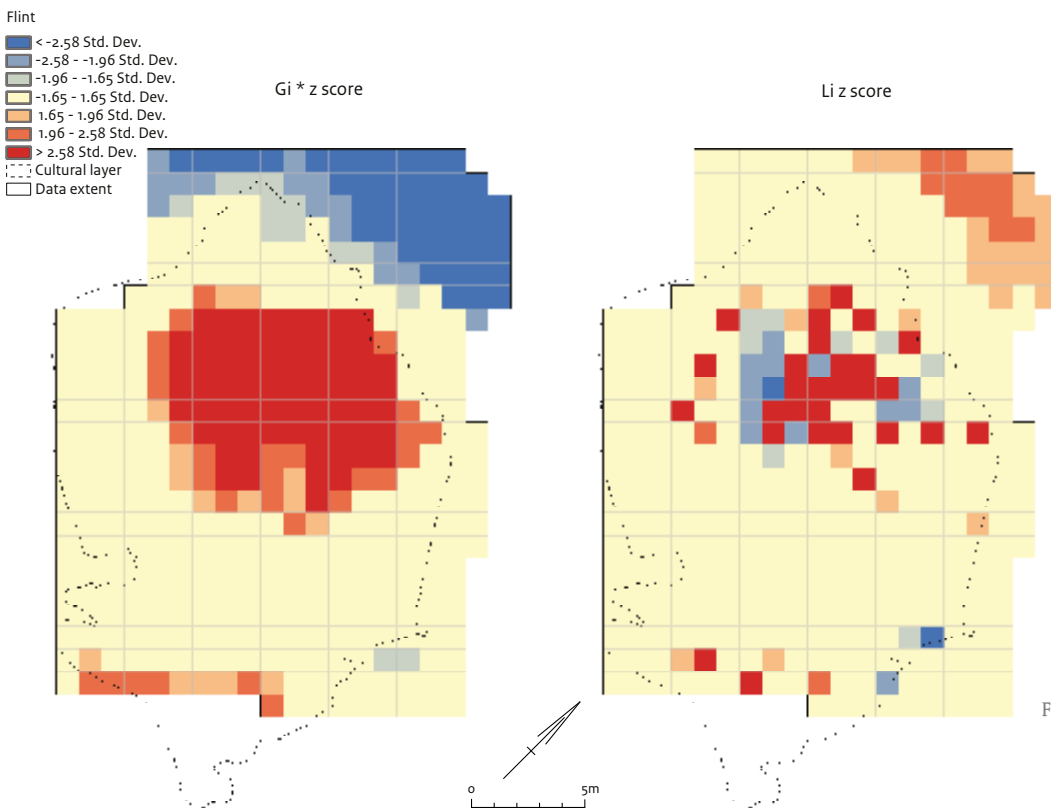 Flint
< -2.58 Std. Dev.
-2.58 - -1.96 Std. Dev.
-1.96 - -1.65 Std. Dev.
-1.65 - 1.65 Std. Dev.
1.65 - 1.96 Std. Dev.
1.96 - 2.58 Std. Dev.
> 2.58 Std. Dev.
Cultural layer
Data extent
Gi * z score
Li z score
F
0 5m